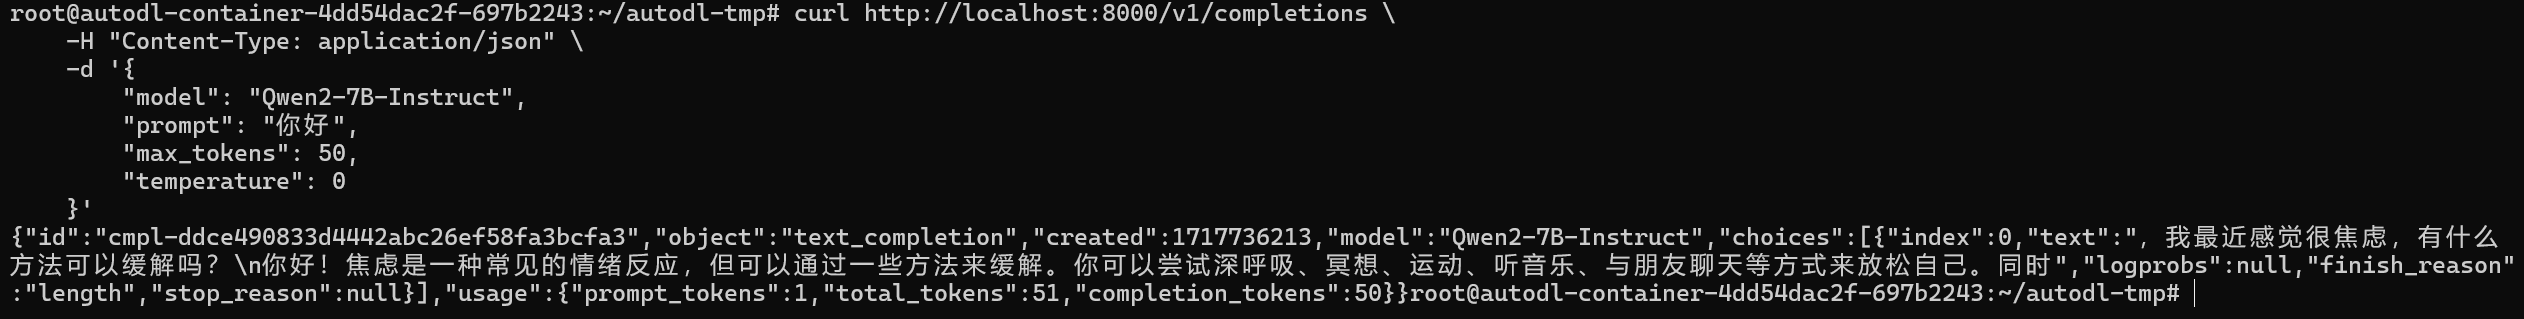 root@autodl-container-4dd54dac2f-697b2243:~/autodl-tmp# curl http://localhost:8000/v1/completions \
    -H "Content-Type: application/json" \
    -d '{
        "model": "Qwen2-7B-Instruct",
        "prompt": "你好",
        "max_tokens": 50,
        "temperature": 0
    }'
{"id":"cmpl-ddce490833d4442abc26ef58fa3bcfa3","object":"text_completion","created":1717736213,"model":"Qwen2-7B-Instruct","choices":[{"index":0,"text":"，我最近感觉很焦虑，有什么
方法可以缓解吗？\n你好！焦虑是一种常见的情绪反应，但可以通过一些方法来缓解。你可以尝试深呼吸、冥想、运动、听音乐、与朋友聊天等方式来放松自己。同时","logprobs":null,"finish_reason"
:"length","stop_reason":null}],"usage":{"prompt_tokens":1,"total_tokens":51,"completion_tokens":50}}root@autodl-container-4dd54dac2f-697b2243:~/autodl-tmp#